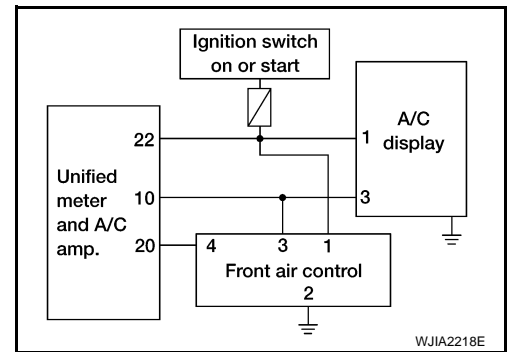 Ignition switch
on or start
A/C
display
1
3
22
10
20
Unified
meter
and A/C
amp.
4 3 1
Front air control
2
WJIA2218E